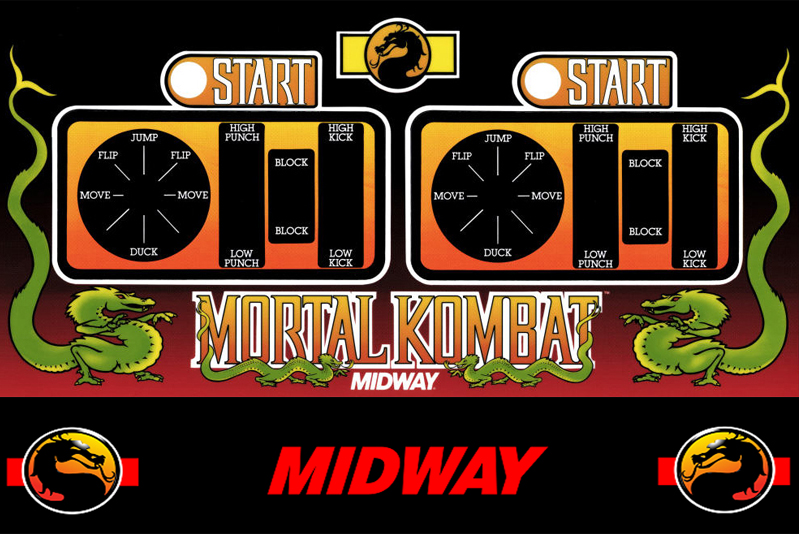 START
START
JUMP
FLIP FLIP
MOVE MOVE
DUCK
HIGH
PUNCH
LOW
PUNCH
BLOCK
BLOCK
HIGH
KICK
LOW
KICK
JUMP
FLIP FLIP
MOVE MOVE
DUCK
HIGH
PUNCH
LOW
PUNCH
BLOCK
BLOCK
HIGH
KICK
LOW
KICK
MORTAL KOMBAT™
MIDWAY
MIDWAY